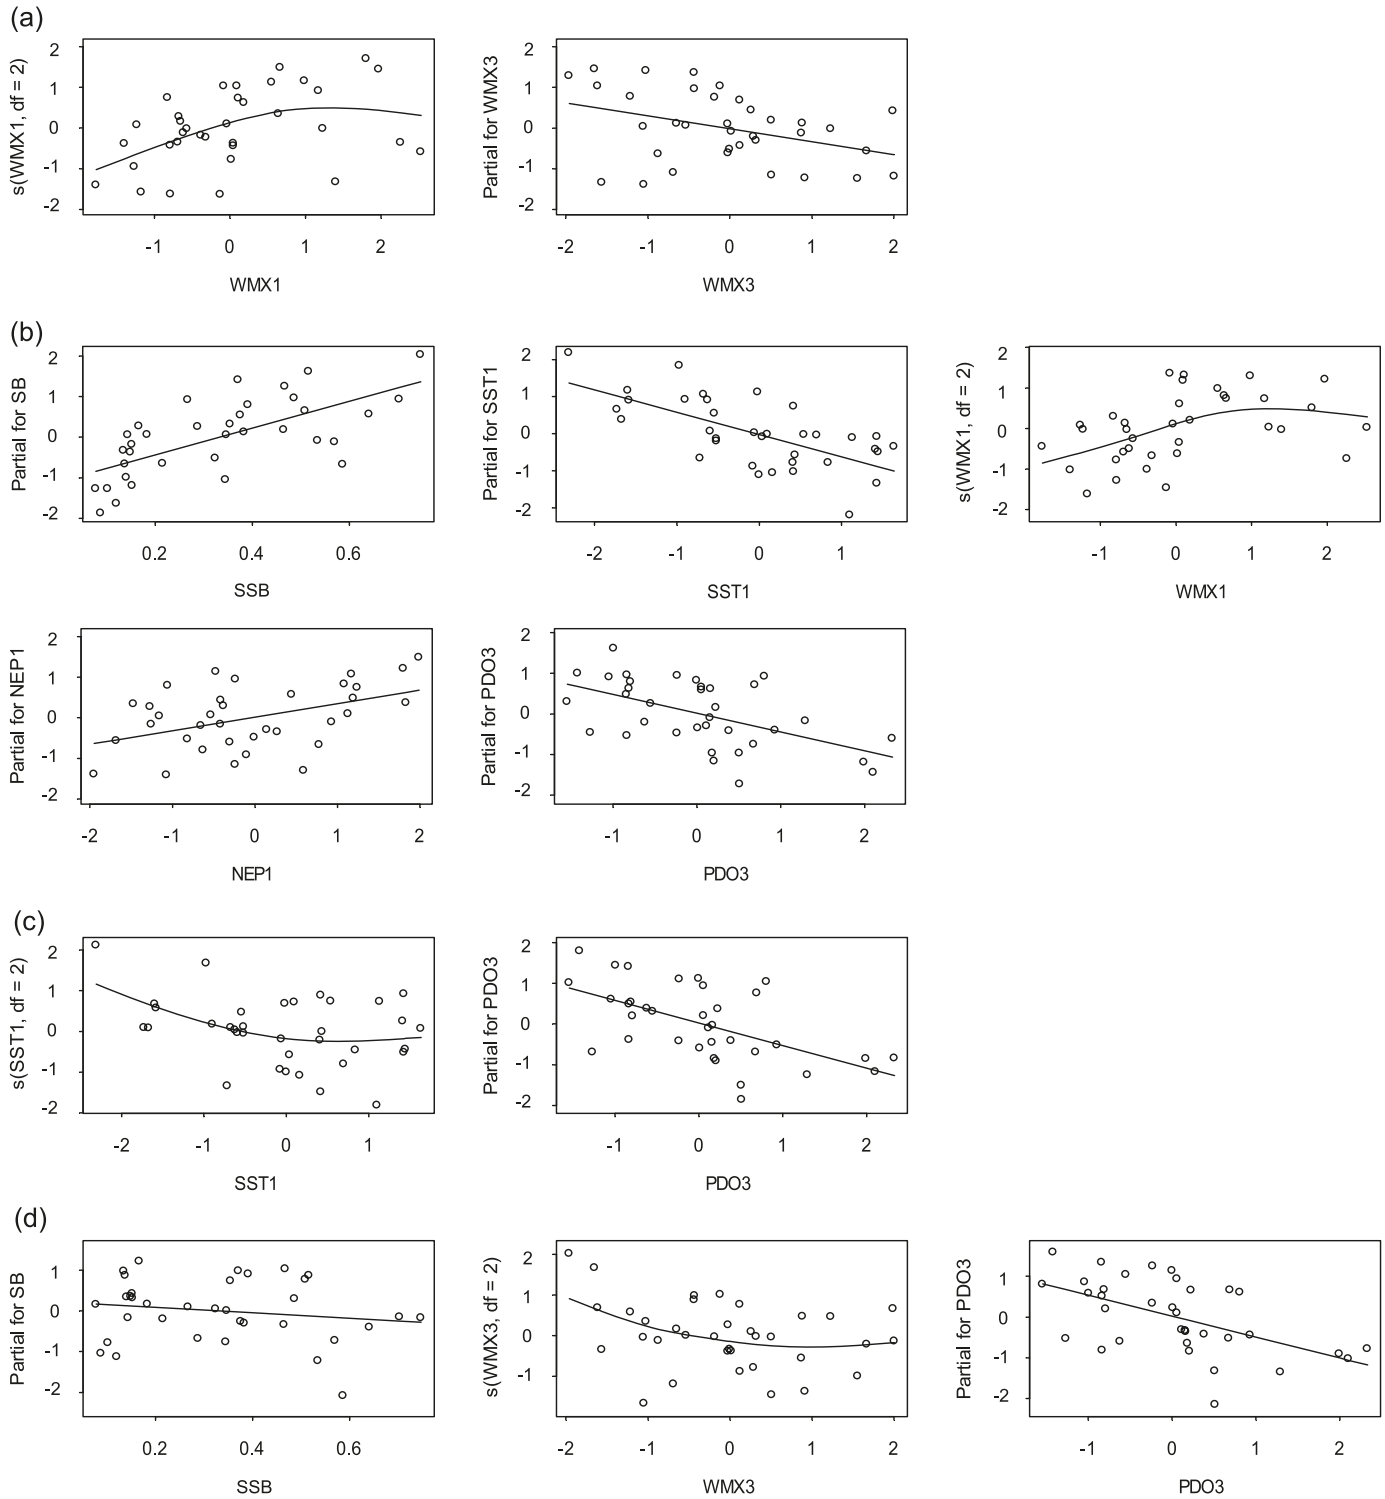 (a)
s(WMX1, df = 2)
2
1
0
-1
-2
-1 0 1 2
WMX1
Partial for WMX3
2
1
0
-1
-2
-2 -1 0 1 2
WMX3
(b)
Partial for SB
2
1
0
-1
-2
0.2 0.4 0.6
SSB
Partial for SST1
2
1
0
-1
-2
-2 -1 0 1
SST1
s(WMX1, df = 2)
2
1
0
-1
-2
-1 0 1 2
WMX1
Partial for NEP1
2
1
0
-1
-2
-2 -1 0 1 2
NEP1
Partial for PDO3
2
1
0
-1
-2
-1 0 1 2
PDO3
(c)
s(SST1, df = 2)
2
1
0
-1
-2
-2 -1 0 1
SST1
Partial for PDO3
2
1
0
-1
-2
-1 0 1 2
PDO3
(d)
Partial for SB
1
0
-1
-2
0.2 0.4 0.6
SSB
s(WMX3, df = 2)
2
1
0
-1
-2 -1 0 1 2
WMX3
Partial for PDO3
1
0
-1
-2
-1 0 1 2
PDO3